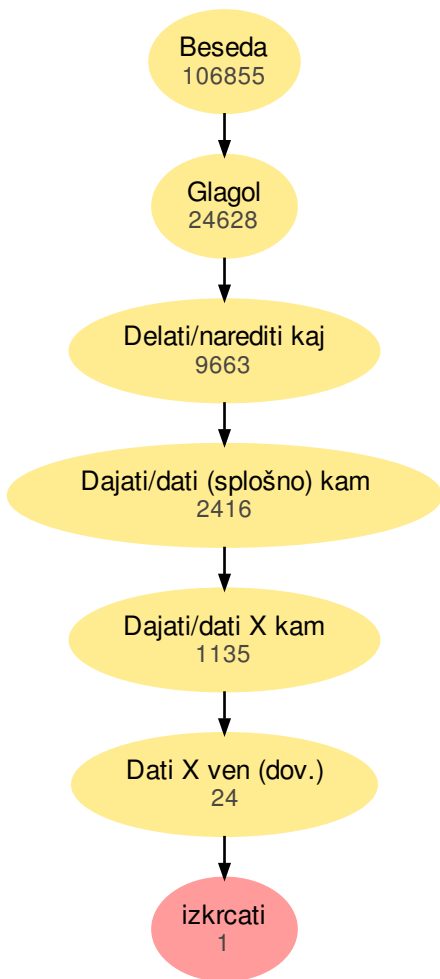 Beseda
106855
Glagol
24628
Delati/narediti kaj
9663
Dajati/dati (splošno) kam
2416
Dajati/dati X kam
1135
Dati X ven (dov.)
24
izkrcati
1